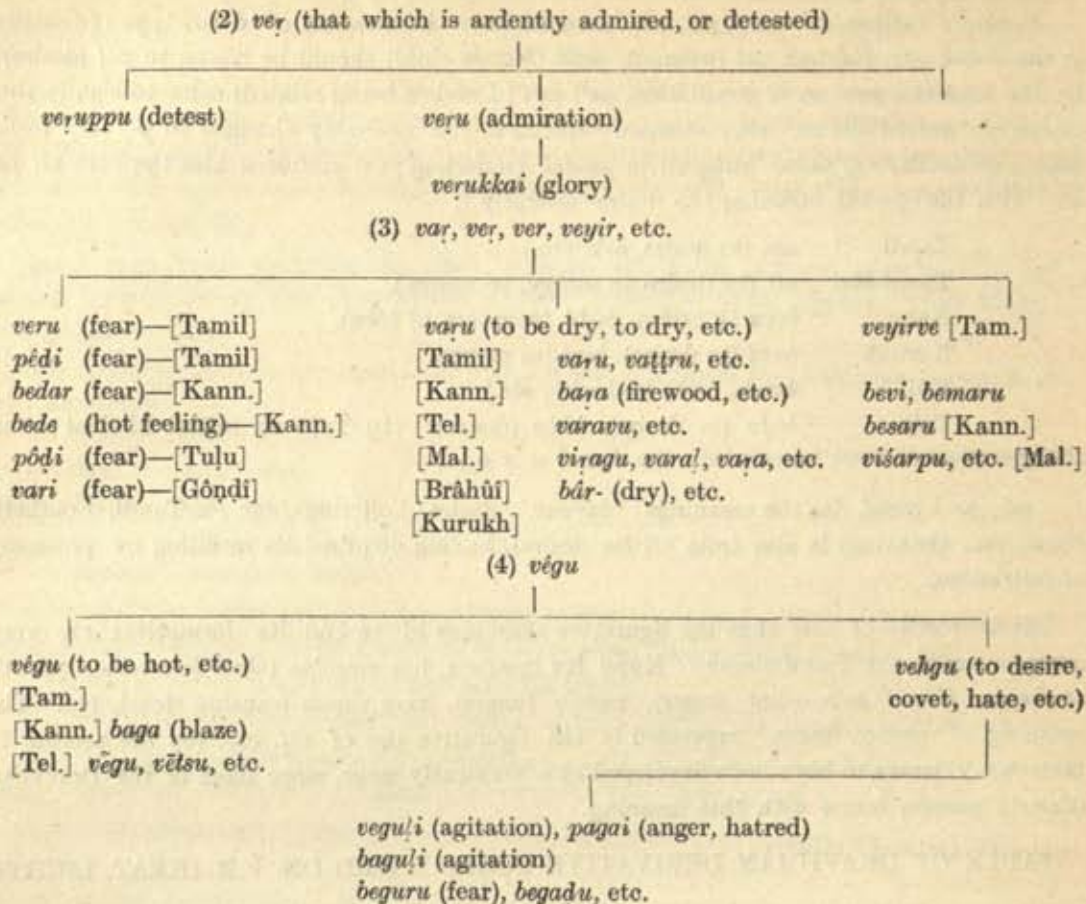 (2) veṛ (that which is ardently admired, or detested)
veṛuppu (detest) veṛu (admiration)
veṛukkai (glory)
(3) vaṛ, veṛ, ver, veyir, etc.
veru (fear)—[Tamil] vaṛu (to be dry, to dry, etc.) veyirve [Tam.]
pêḍi (fear)—[Tamil] [Tamil] vaṛu, vaṭṭru, etc.
bedar (fear)—[Kann.] [Kann.] baṛa (firewood, etc.) bevi, bemaru
bede (hot feeling)—[Kann.] [Tel.] varavu, etc. besaru [Kann.]
pôḍi (fear)—[Tuḷu] [Mal.] viṛagu, varaḷ, vaṛa, etc. viśarpu, etc. [Mal.]
vari (fear)—[Gôṇḍi] [Brâhûî] bâr- (dry), etc.
[Kurukh]
(4) vêgu
vêgu (to be hot, etc.) veḣgu (to desire,
[Tam.] covet, hate, etc.)
[Kann.] baga (blaze)
[Tel.] vēgu, vētsu, etc.
veguḷi (agitation), pagai (anger, hatred)
baguḷi (agitation)
beguru (fear), begadu, etc.